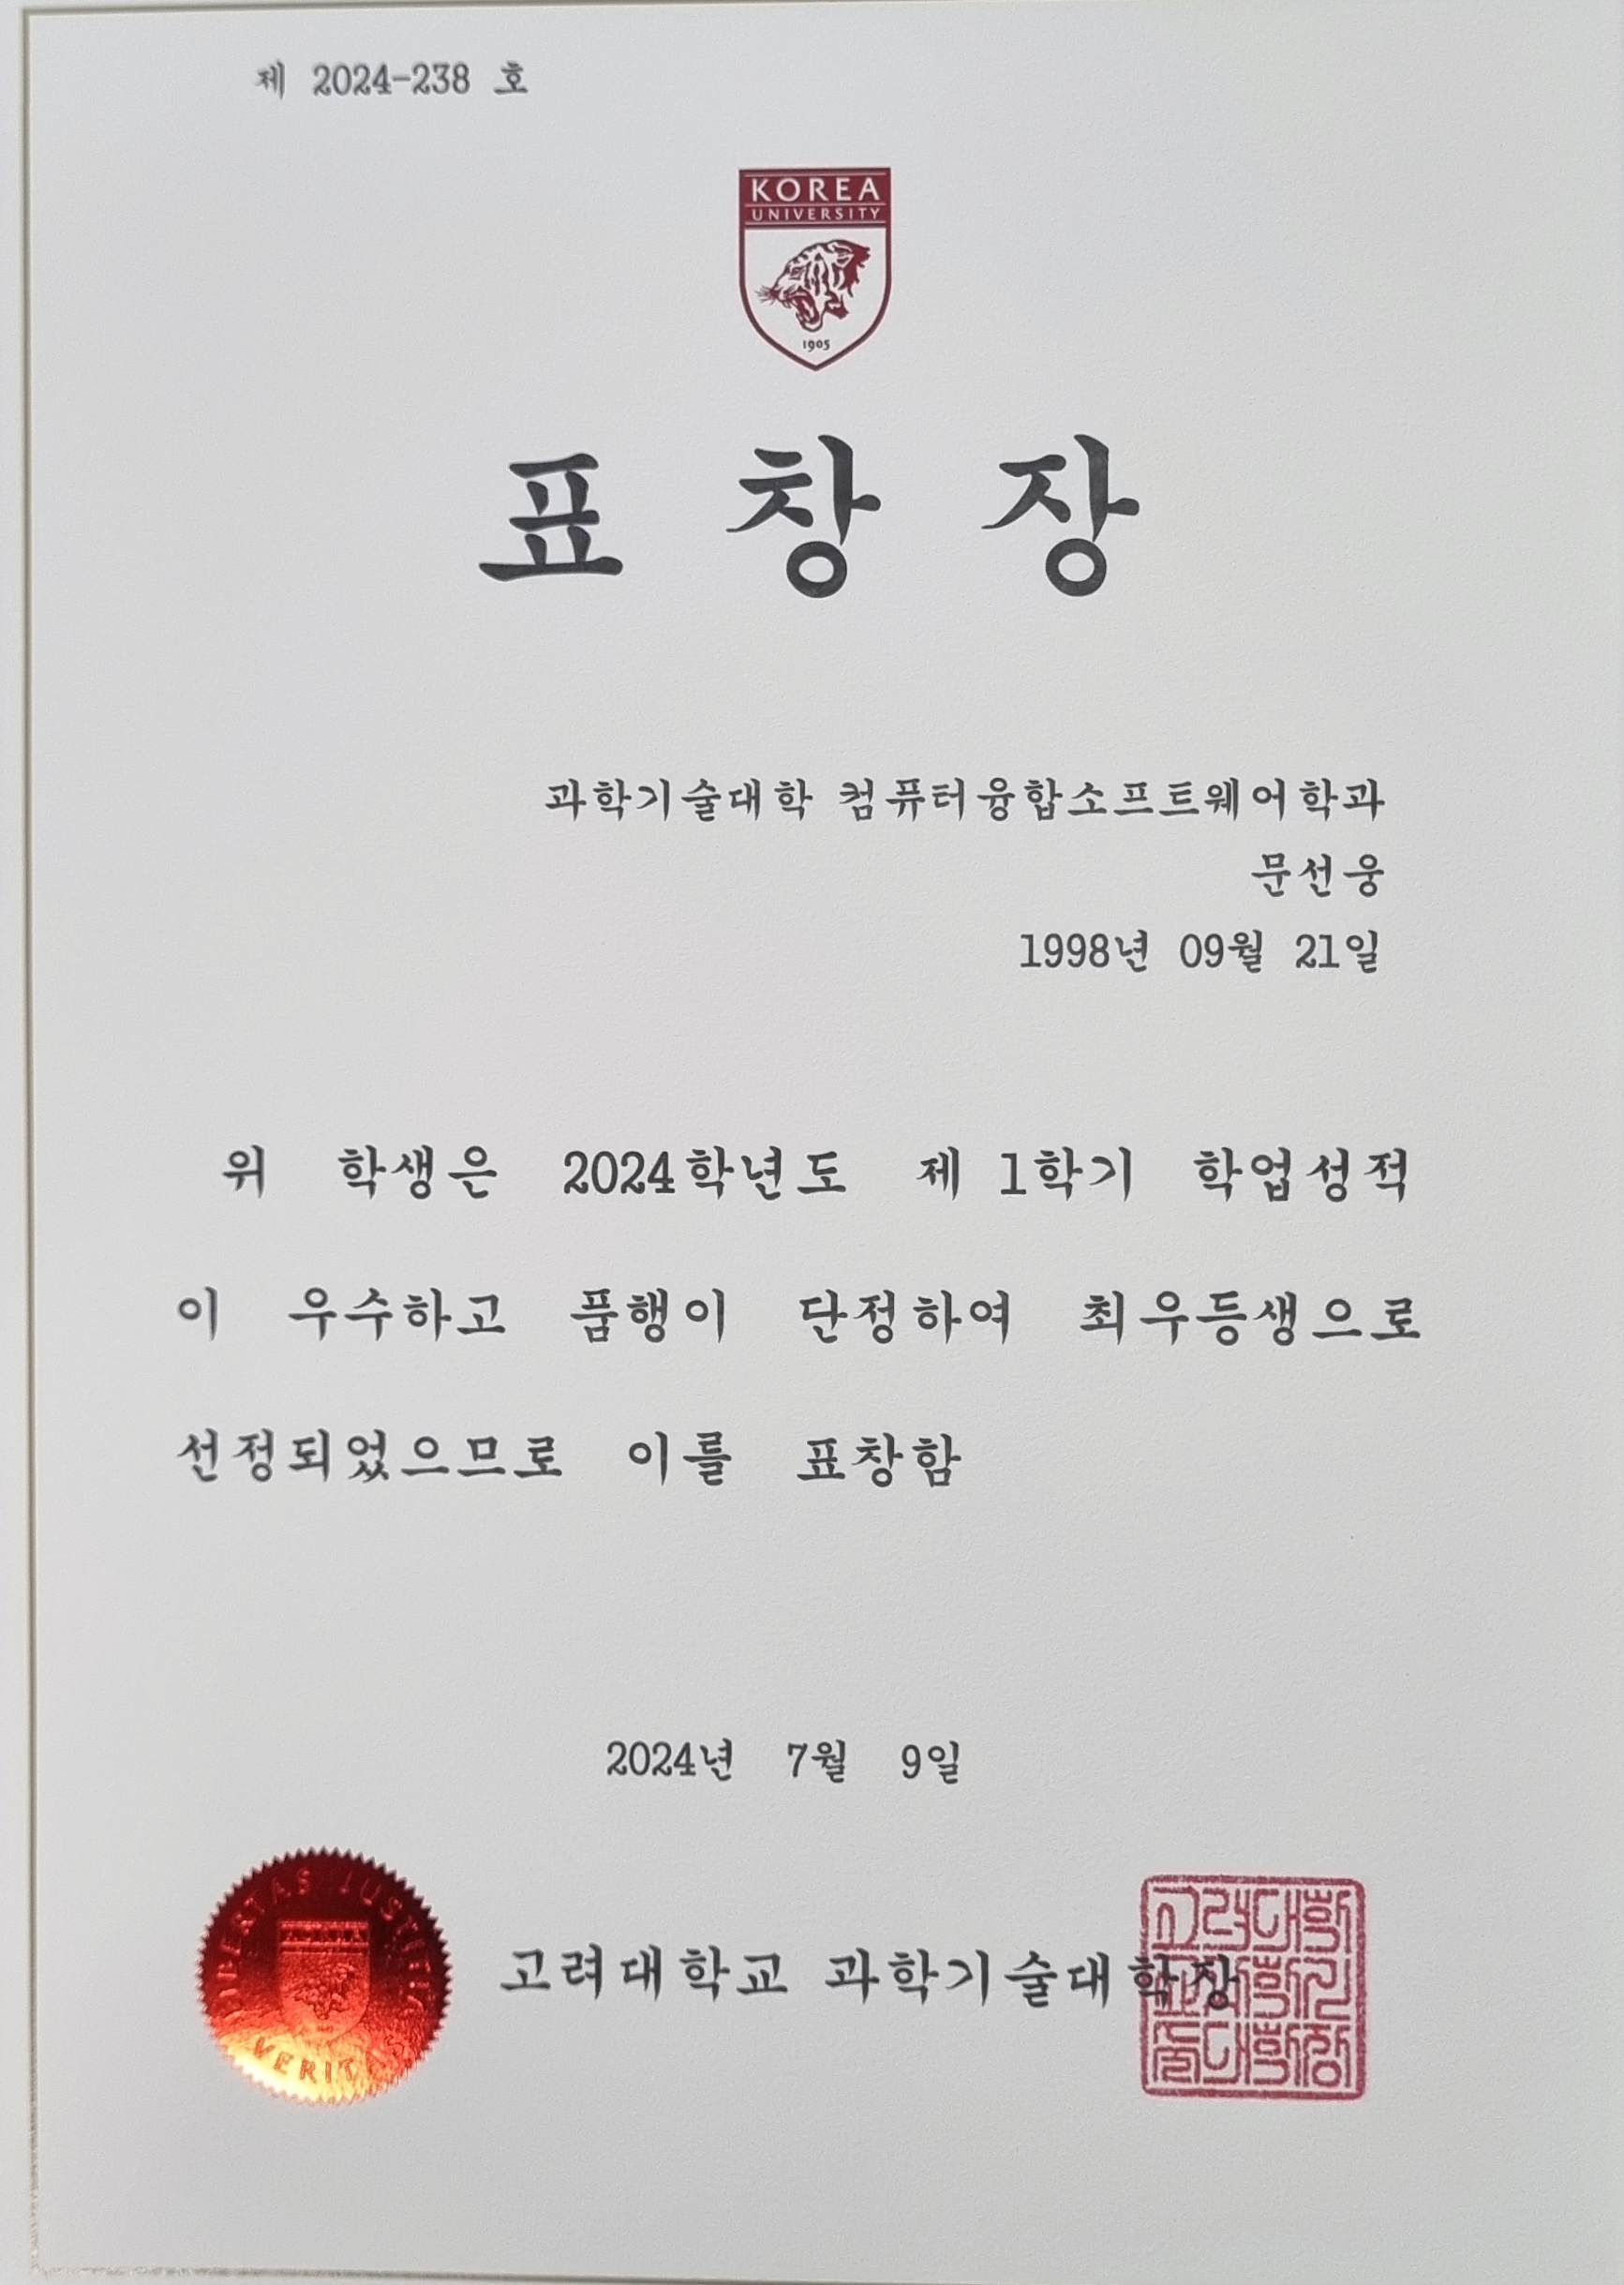 제 2024-238 호
KOREA
UNIVERSITY
1905
표 창 장
과학기술대학 컴퓨터융합소프트웨어학과
문선웅
1998년 09월 21일
위 학생은 2024학년도 제 1학기 학업성적
이 우수하고 품행이 단정하여 최우등생으로
선정되었으므로 이를 표창함
2024년 7월 9일
LIBERTAS JUSTITIA
VERITAS
고려대학교 과학기술대학장
고려대학
교과학기
술대학장